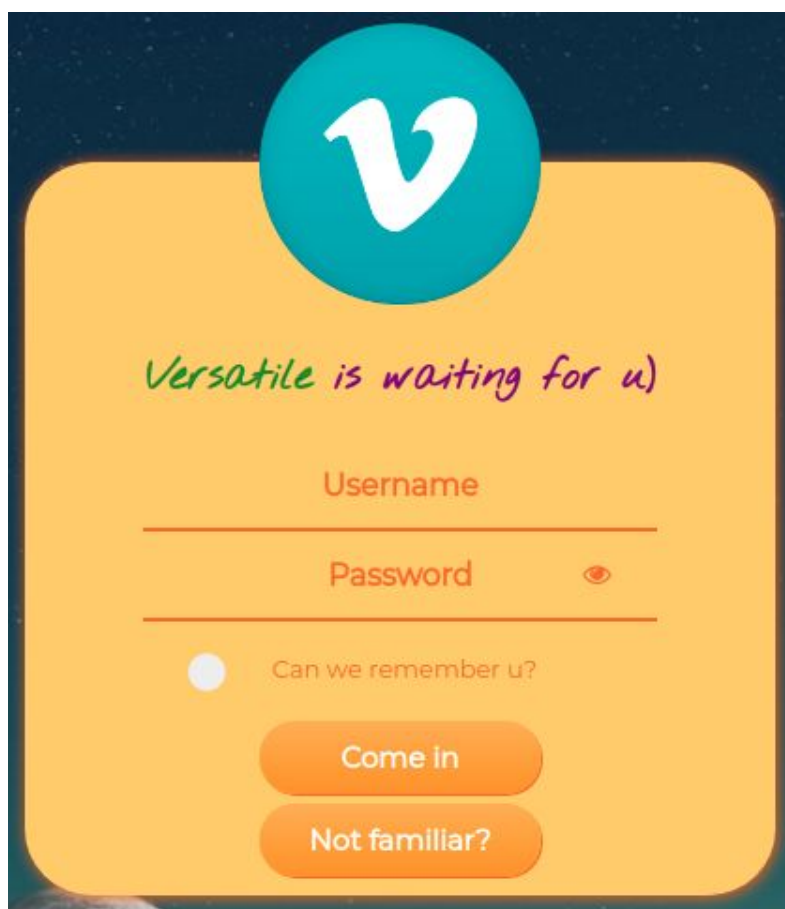 V
Versatile is waiting for u)
Username
Password
Can we remember u?
Come in
Not familiar?